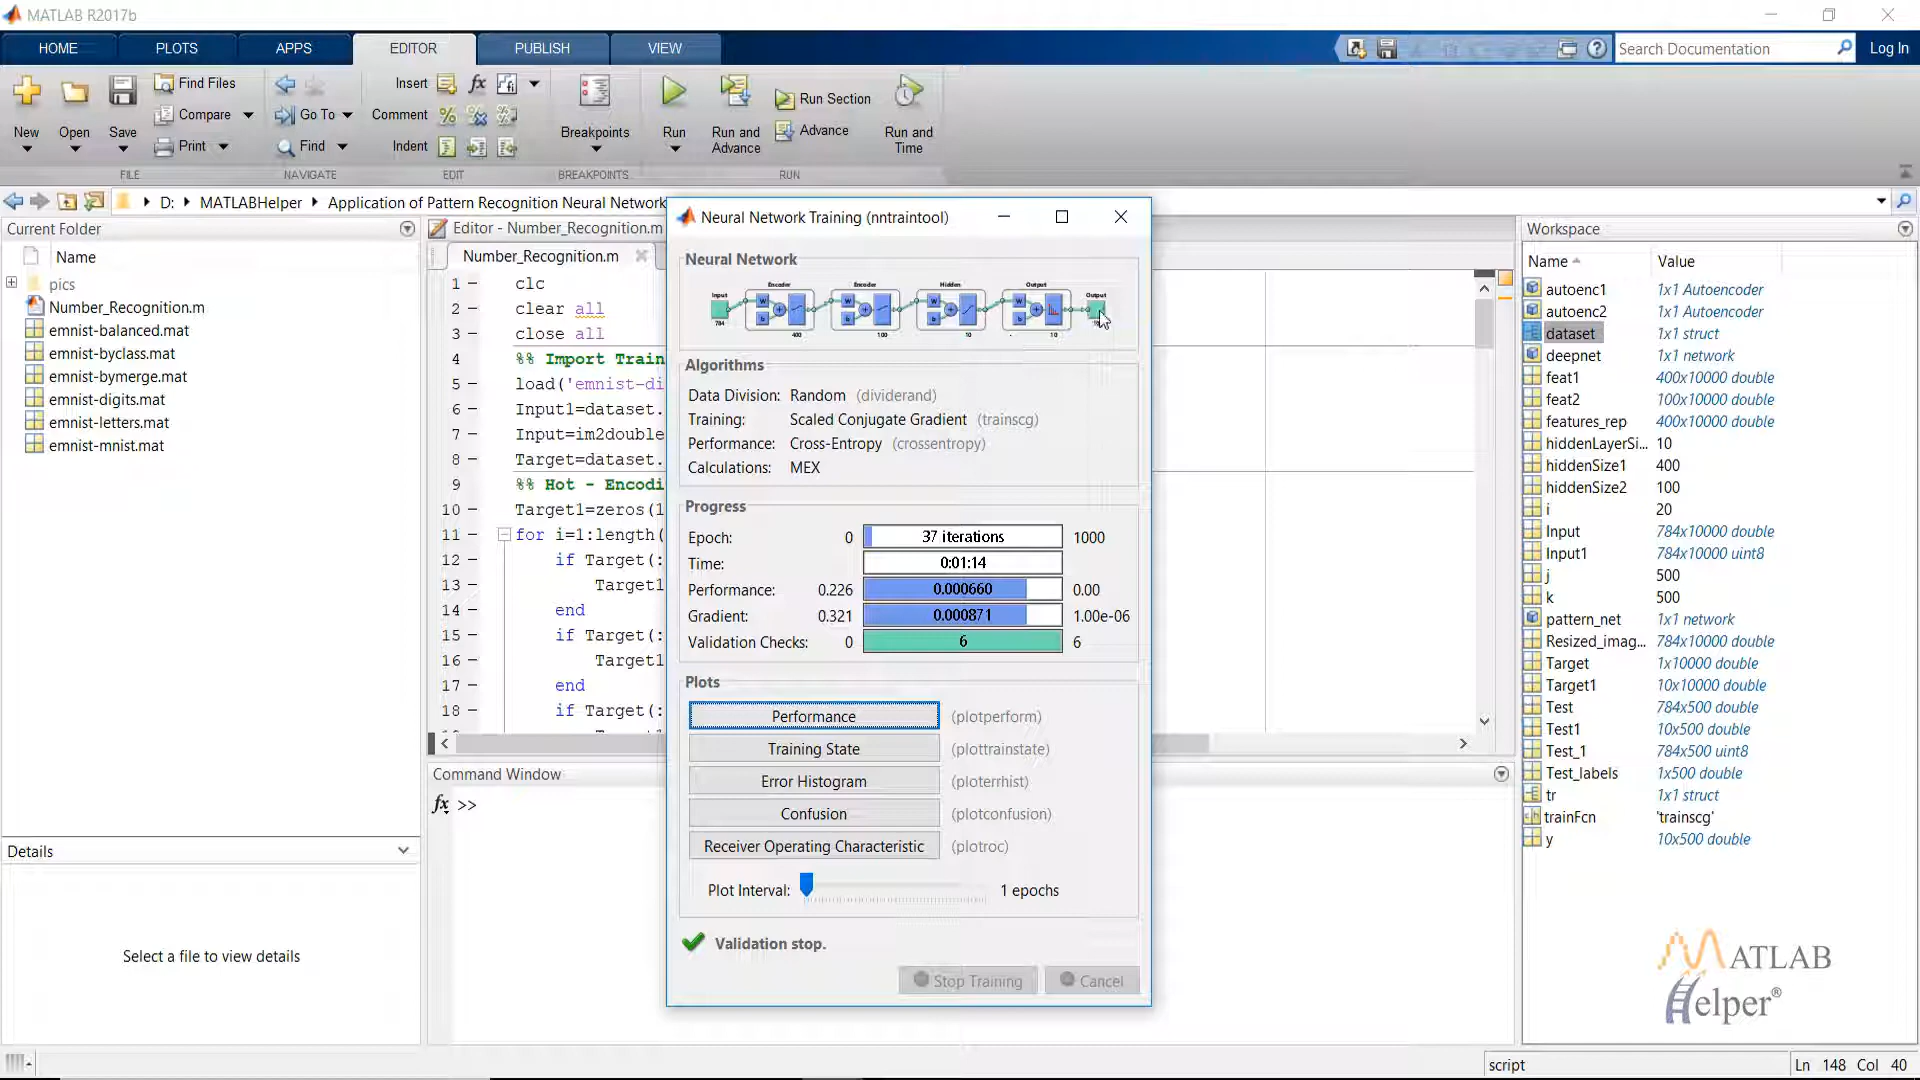 MATLAB R2017b
HOME
PLOTS
APPS
EDITOR
PUBLISH
VIEW
Search Documentation
Log In
New
Open
Save
Find Files
Compare
Print
Go To
Find
Insert
fx
Comment
Indent
Breakpoints
Run
Run and Advance
Run Section
Advance
Run and Time
FILE
NAVIGATE
EDIT
BREAKPOINTS
RUN
D: MATLABHelper Application of Pattern Recognition Neural Network
Current Folder
Name
pics
Number_Recognition.m
emnist-balanced.mat
emnist-byclass.mat
emnist-bymerge.mat
emnist-digits.mat
emnist-letters.mat
emnist-mnist.mat
Details
Select a file to view details
Editor - Number_Recognition.m
Number_Recognition.m
1 clc
2 clear all
3 close all
4 %% Import Train
5 load('emnist-di
6 Input1=dataset.
7 Input=im2double
8 Target=dataset.
9 %% Hot - Encodi
10 Target1=zeros(1
11 for i=1:length(
12 if Target(:
13 Target1
14 end
15 if Target(:
16 Target1
17 end
18 if Target(:
Command Window
fx >>
Neural Network Training (nntraintool)
Neural Network
Input
Encoder
Encoder
Hidden
Output
Output
W
b
W
b
W
b
W
b
784
400
100
10
10
Algorithms
Data Division: Random (dividerand)
Training: Scaled Conjugate Gradient (trainscg)
Performance: Cross-Entropy (crossentropy)
Calculations: MEX
Progress
Epoch: 0 37 iterations 1000
Time: 0:01:14
Performance: 0.226 0.000660 0.00
Gradient: 0.321 0.000871 1.00e-06
Validation Checks: 0 6 6
Plots
Performance (plotperform)
Training State (plottrainstate)
Error Histogram (ploterrhist)
Confusion (plotconfusion)
Receiver Operating Characteristic (plotroc)
Plot Interval: 1 epochs
Validation stop.
Stop Training
Cancel
Workspace
Name Value
autoenc1 1x1 Autoencoder
autoenc2 1x1 Autoencoder
dataset 1x1 struct
deepnet 1x1 network
feat1 400x10000 double
feat2 100x10000 double
features_rep 400x10000 double
hiddenLayerSi... 10
hiddenSize1 400
hiddenSize2 100
i 20
Input 784x10000 double
Input1 784x10000 uint8
j 500
k 500
pattern_net 1x1 network
Resized_imag... 784x10000 double
Target 1x10000 double
Target1 10x10000 double
Test 784x500 double
Test1 10x500 double
Test_1 784x500 uint8
Test_labels 1x500 double
tr 1x1 struct
trainFcn 'trainscg'
y 10x500 double
MATLAB
Helper®
script
Ln 148 Col 40